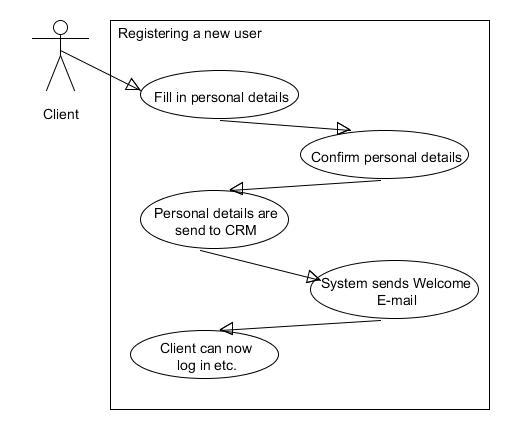 Registering a new user
Client
Fill in personal details
Confirm personal details
Personal details are
send to CRM
System sends Welcome
E-mail
Client can now
log in etc.